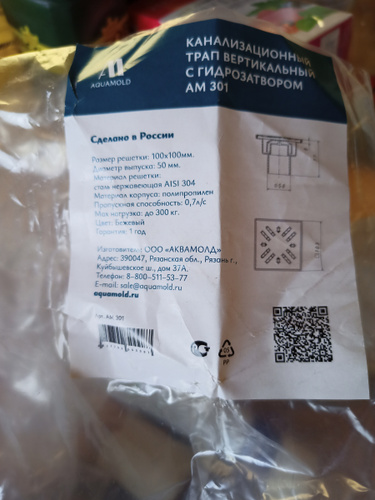 AQUAMOLD
КАНАЛИЗАЦИОННЫЙ
ТРАП ВЕРТИКАЛЬНЫЙ
С ГИДРОЗАТВОРОМ
АМ 301
Сделано в России
Размер решетки: 100х100мм.
Диаметр выпуска: 50 мм.
Материал решетки:
сталь нержавеющая AISI 304
Материал корпуса: полипропилен
Пропускная способность: 0,7л/с
Мах нагрузка: до 300 кг.
Цвет: Бежевый
Гарантия: 1 год
Изготовитель: ООО «АКВАМОЛД»
Адрес: 390047, Рязанская обл., Рязань г.,
Куйбышевское ш., дом 37А,
Телефон: 8-800-511-53-77
E-mail: sale@aquamold.ru
aquamold.ru
PP